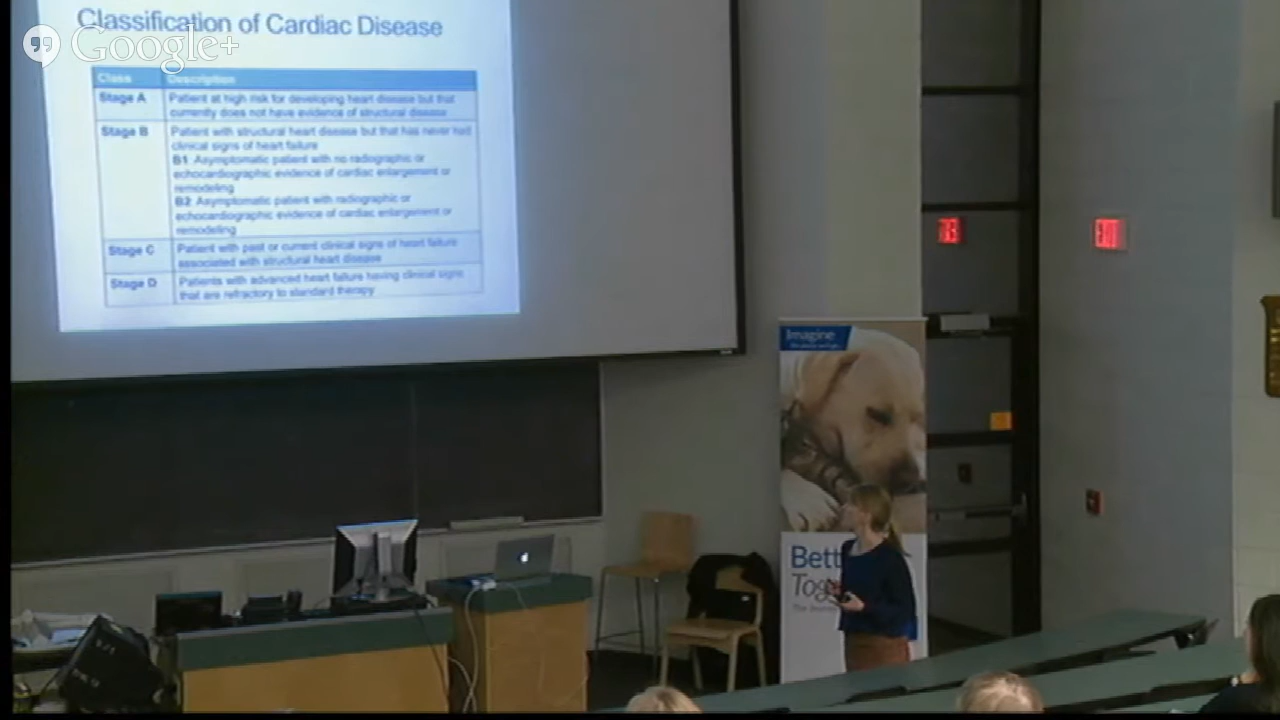 Classification of Cardiac Disease
Google+
Class Description
Stage A Patient at high risk for developing heart disease but that
currently does not have evidence of structural disease
Stage B Patient with structural heart disease but that has never had
clinical signs of heart failure
B1 Asymptomatic patient with no radiographic or
echocardiographic evidence of cardiac enlargement or
remodeling
B2 Asymptomatic patient with radiographic or
echocardiographic evidence of cardiac enlargement or
remodeling
Stage C Patient with past or current clinical signs of heart failure
associated with structural heart disease
Stage D Patients with advanced heart failure having clinical signs
that are refractory to standard therapy
Imagine
Bett
Tog